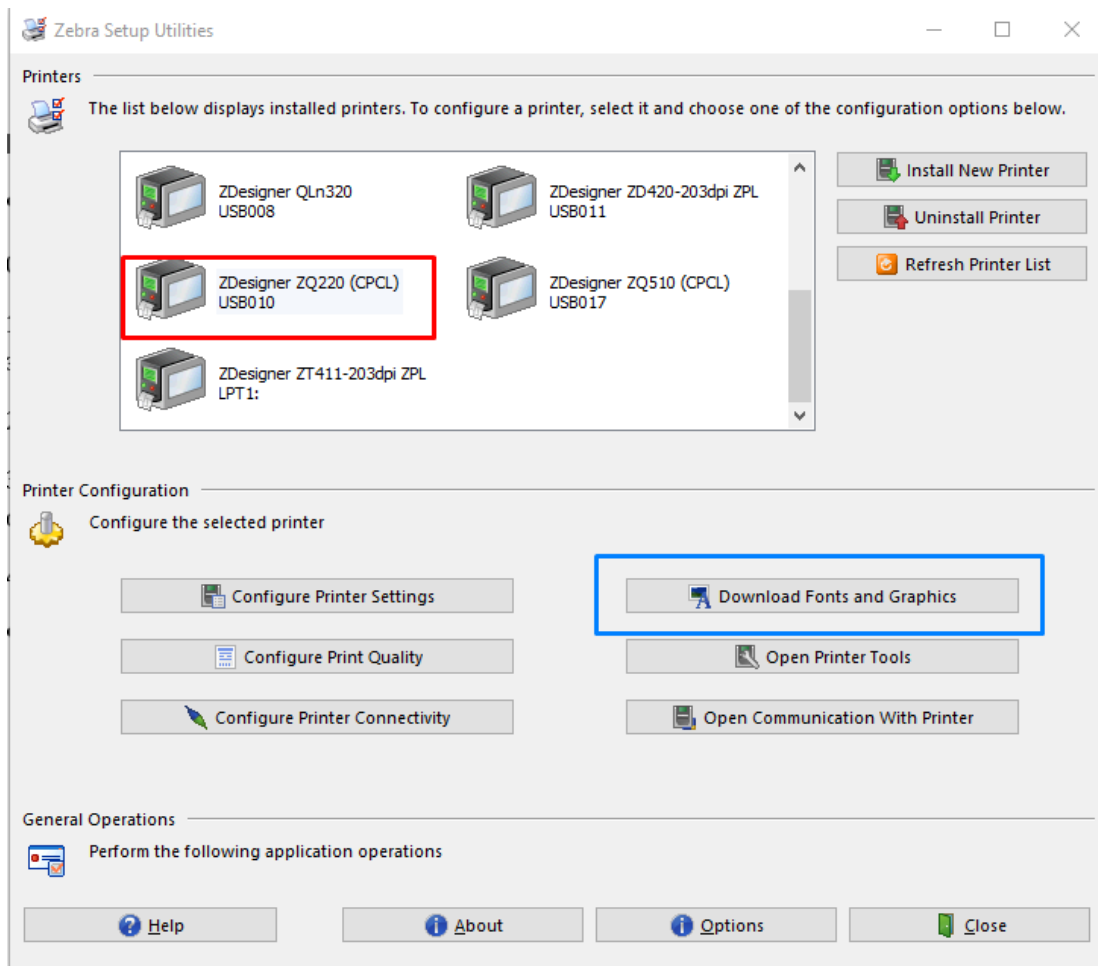 Zebra Setup Utilities
Printers
The list below displays installed printers. To configure a printer, select it and choose one of the configuration options below.
ZDesigner QLn320
USB008
ZDesigner ZD420-203dpi ZPL
USB011
Install New Printer
Uninstall Printer
Refresh Printer List
ZDesigner ZQ220 (CPCL)
USB010
ZDesigner ZQ510 (CPCL)
USB017
ZDesigner ZT411-203dpi ZPL
LPT1:
Printer Configuration
Configure the selected printer
Configure Printer Settings
Download Fonts and Graphics
Configure Print Quality
Open Printer Tools
Configure Printer Connectivity
Open Communication With Printer
General Operations
Perform the following application operations
Help
About
Options
Close